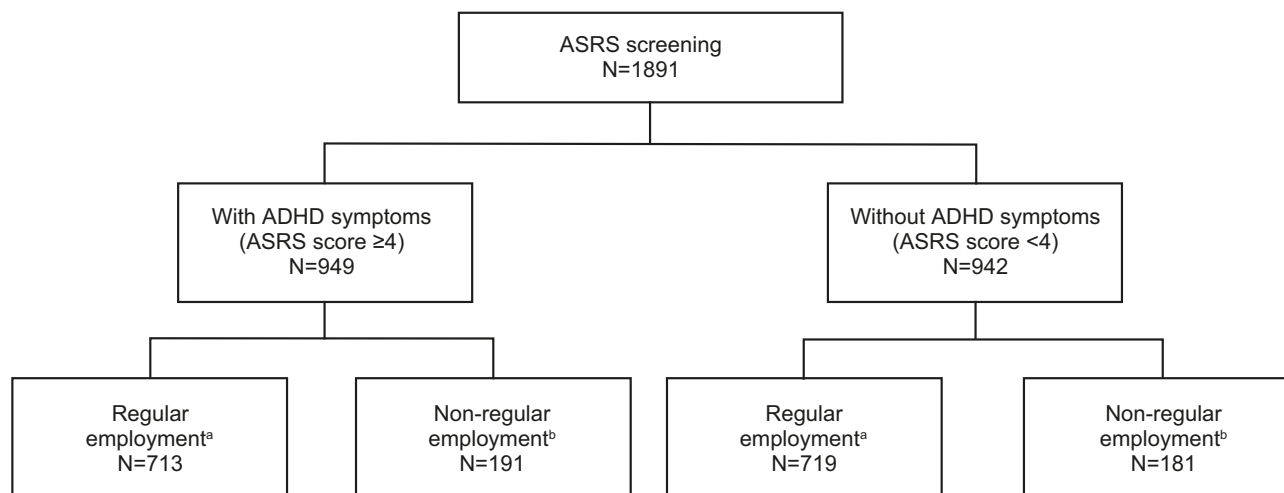 ASRS screening
N=1891
With ADHD symptoms
(ASRS score ≥4)
N=949
Without ADHD symptoms
(ASRS score <4)
N=942
Regular
employmentᵃ
N=713
Non-regular
employmentᵇ
N=191
Regular
employmentᵃ
N=719
Non-regular
employmentᵇ
N=181